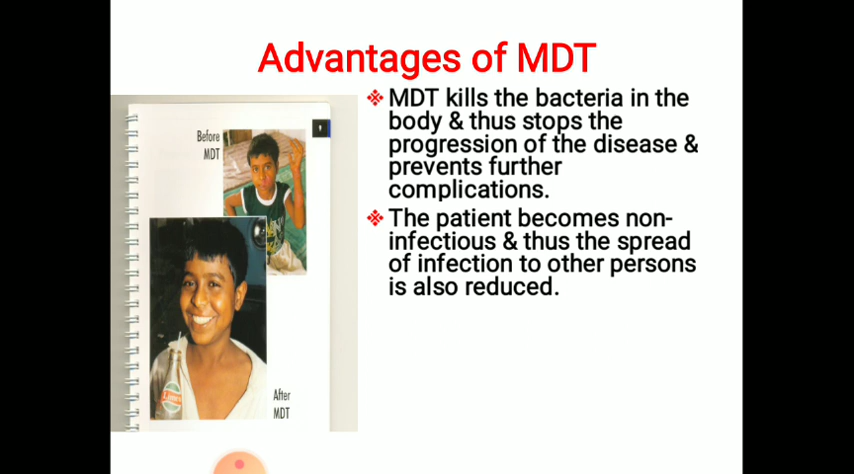 Advantages of MDT
❖ MDT kills the bacteria in the
body & thus stops the
progression of the disease &
prevents further
complications.
❖ The patient becomes non-
infectious & thus the spread
of infection to other persons
is also reduced.
Before
MDT
After
MDT